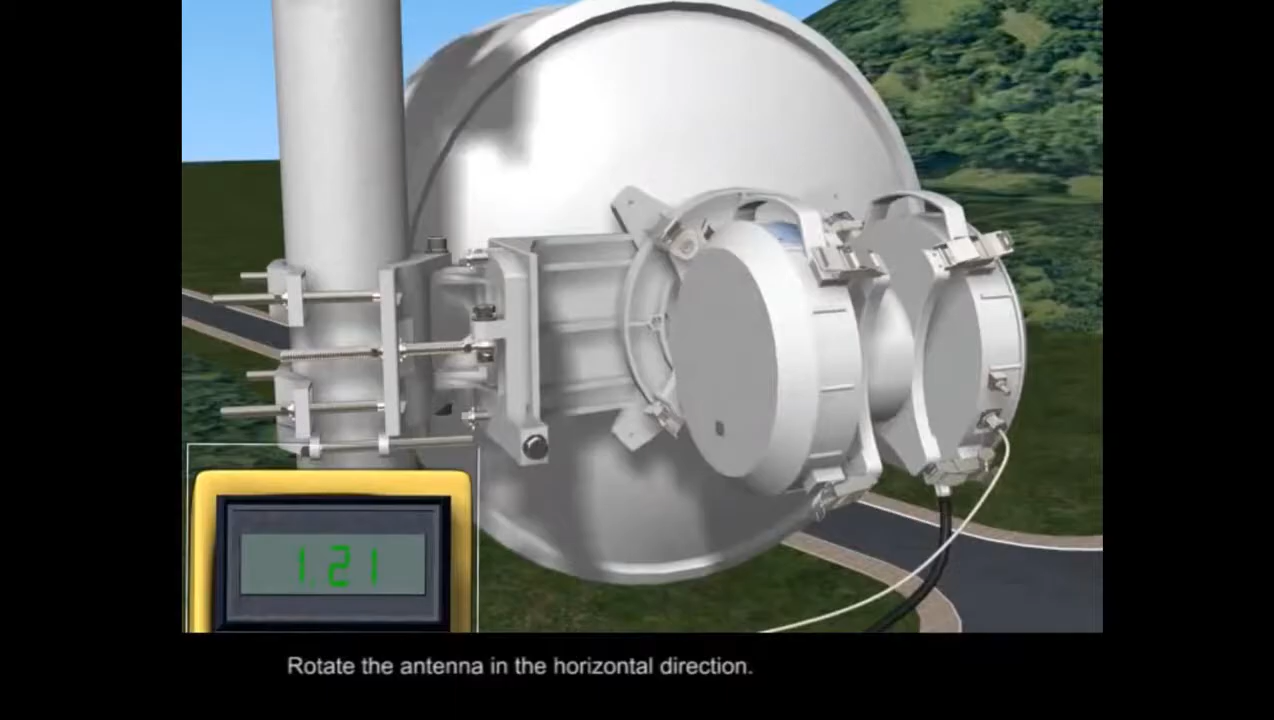 1.21
Rotate the antenna in the horizontal direction.